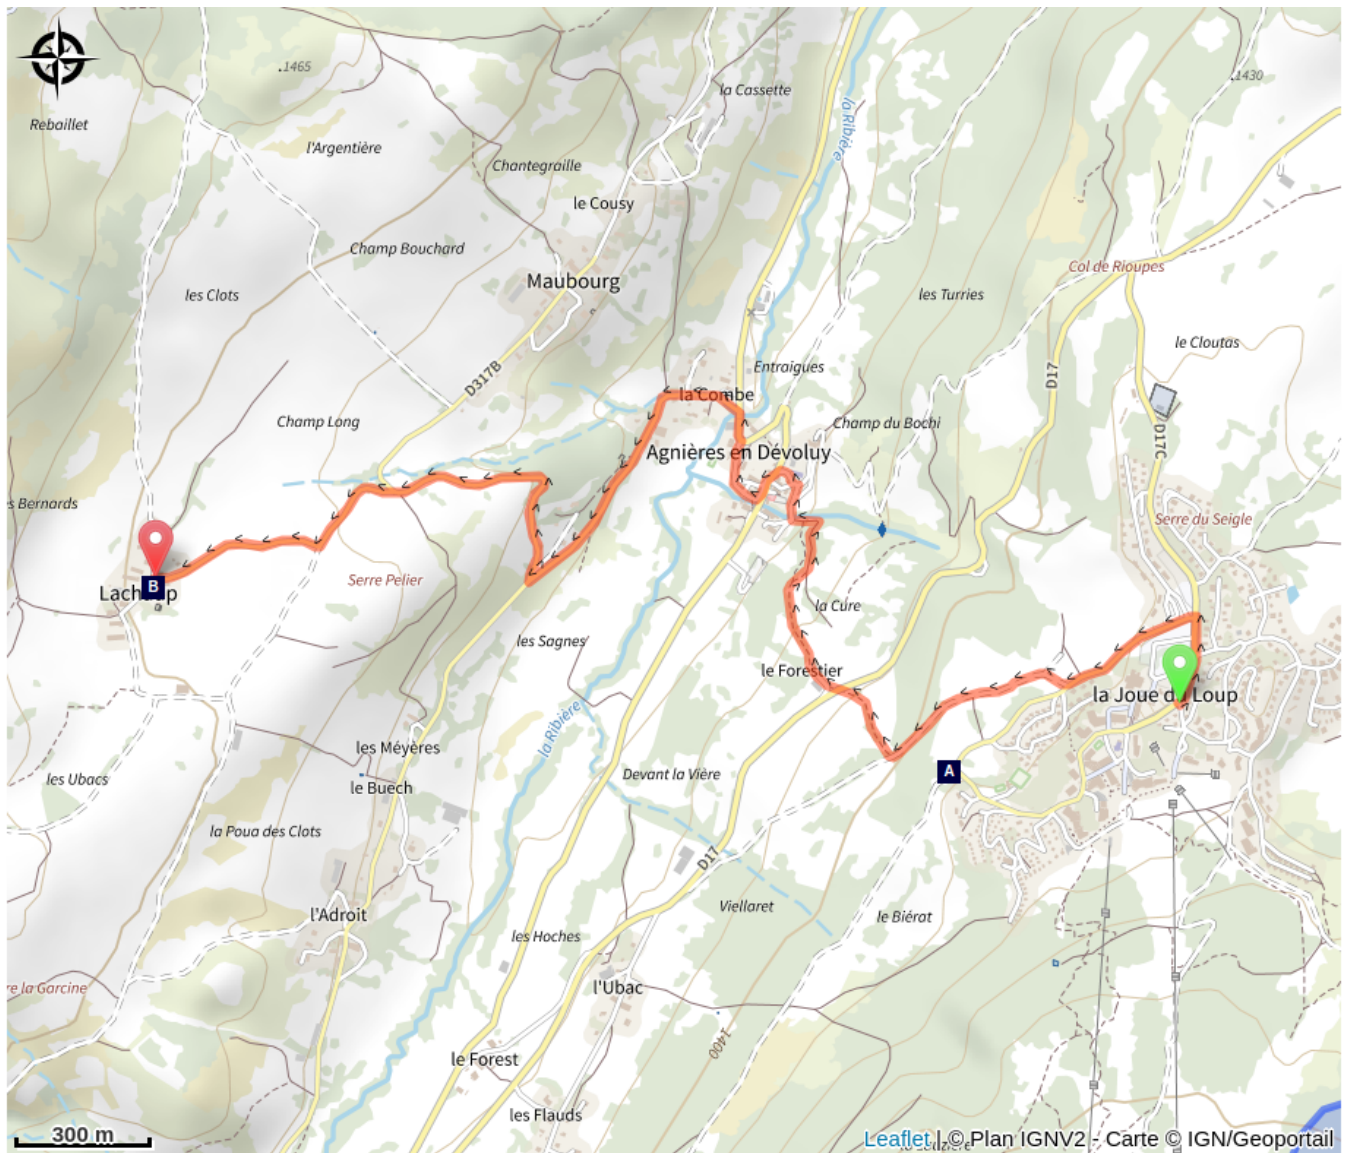 la Cassette
.1465
.1430
Rebaillet
la Ribière
l'Argentière
Chantegraille
le Cousy
Champ Bouchard
Col de Rioupes
Maubourg
les Clots
les Turries
le Cloutas
Entraigues
D317B
D17
la Combe
Champ Long
Champ du Bochi
D17C
Agnières en Dévoluy
s Bernards
Serre du Seigle
Serre Pelier
B
la Cure
les Sagnes
le Forestier
la Joue du Loup
la Ribière
les Méyères
les Ubacs
Devant la Vière
A
le Buech
la Poua des Clots
D17
Viellaret
l'Adroit
le Biérat
les Hoches
re la Garcine
l'Ubac
1400
le Forest
les Flauds
300 m
Leaflet | © Plan IGNV2 - Carte © IGN/Geoportail